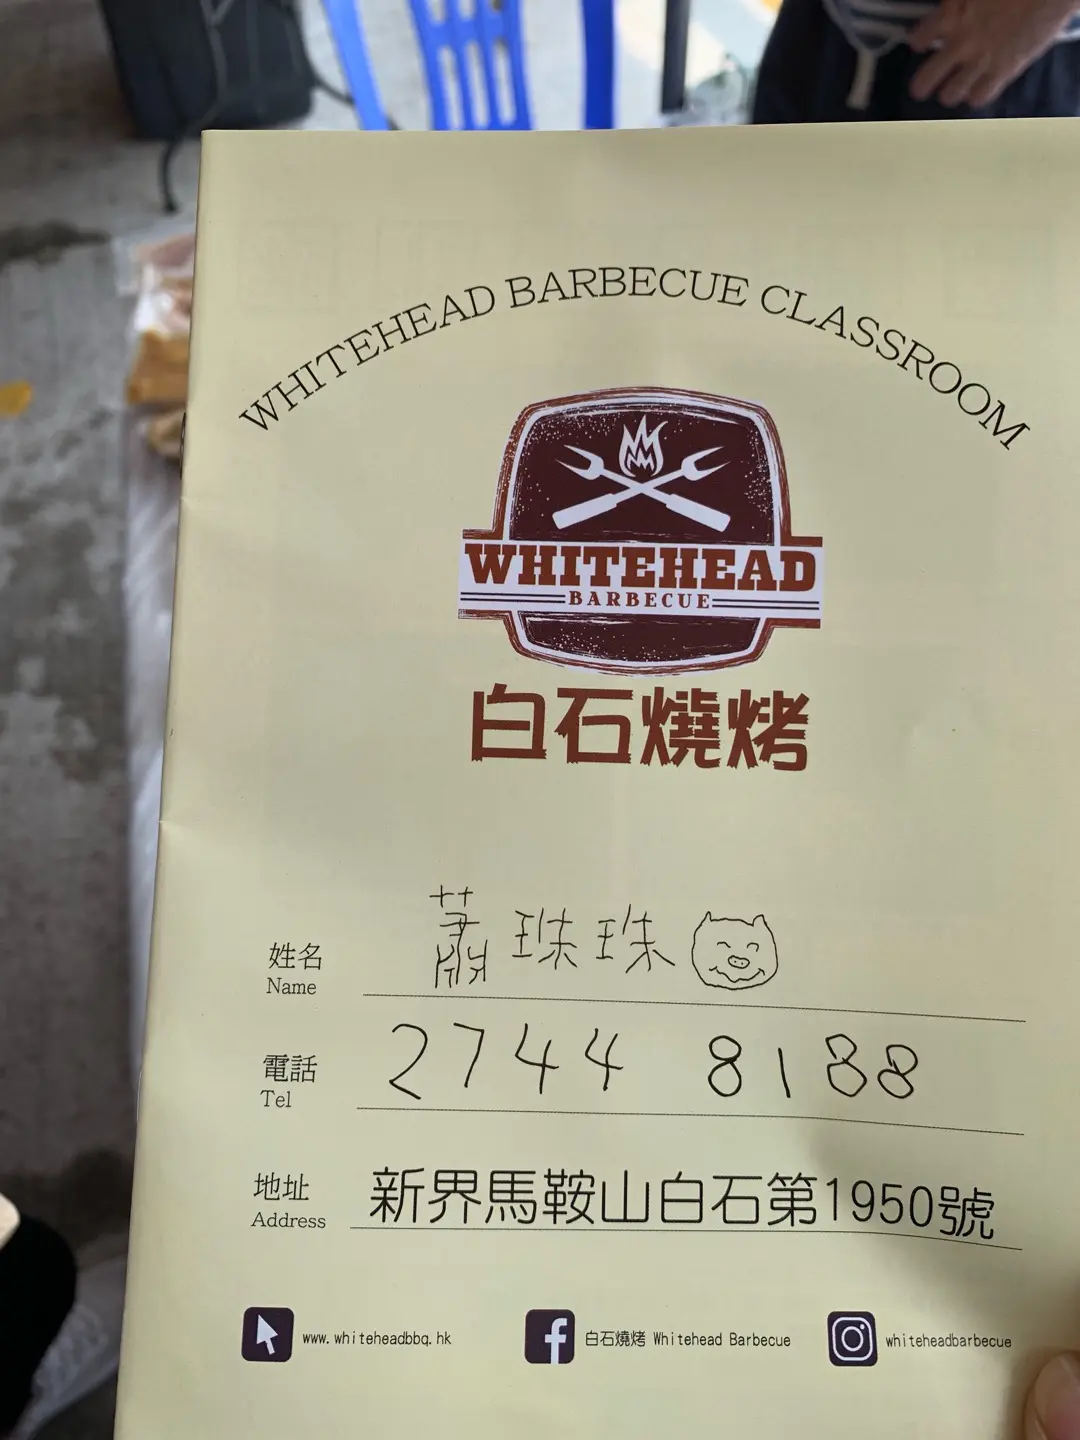 WHITEHEAD BARBECUE CLASSROOM
WHITEHEAD
BARBECUE
白石燒烤
姓名 蕭珠珠
Name
電話 2744 8188
Tel
地址 新界馬鞍山白石第1950號
Address
www.whiteheadbbq.hk 白石燒烤 Whitehead Barbecue whiteheadbarbecue